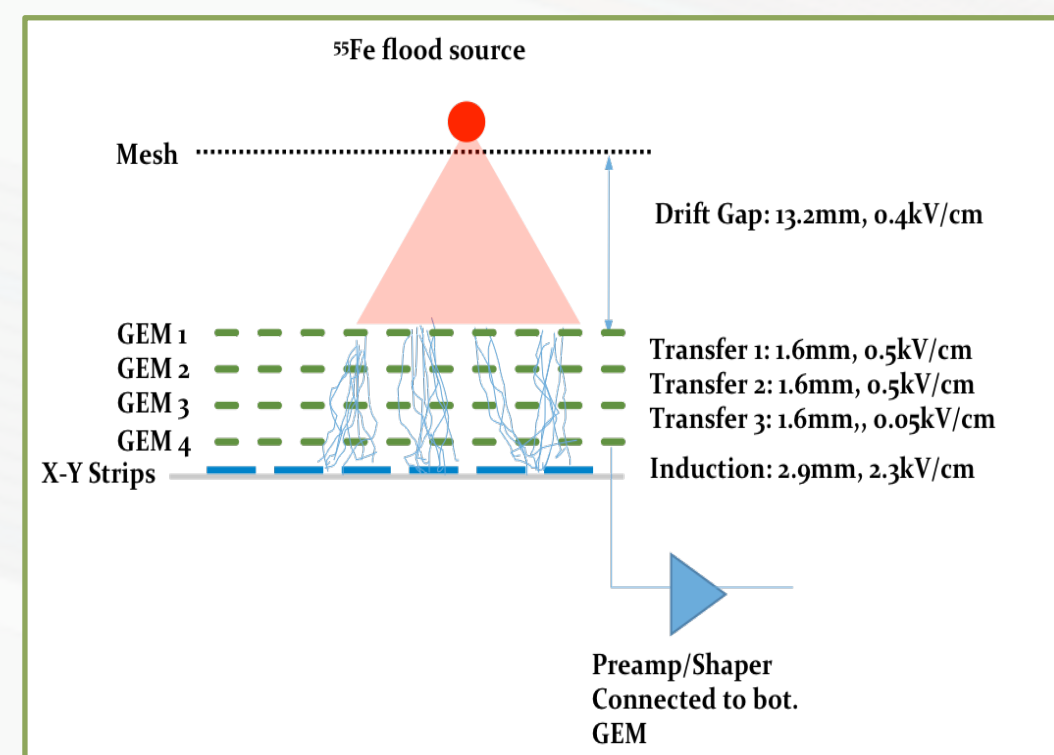 ⁵⁵Fe flood source
Mesh
Drift Gap: 13.2mm, 0.4kV/cm
GEM 1
GEM 2
GEM 3
GEM 4
X-Y Strips
Transfer 1: 1.6mm, 0.5kV/cm
Transfer 2: 1.6mm, 0.5kV/cm
Transfer 3: 1.6mm,, 0.05kV/cm
Induction: 2.9mm, 2.3kV/cm
Preamp/Shaper
Connected to bot.
GEM